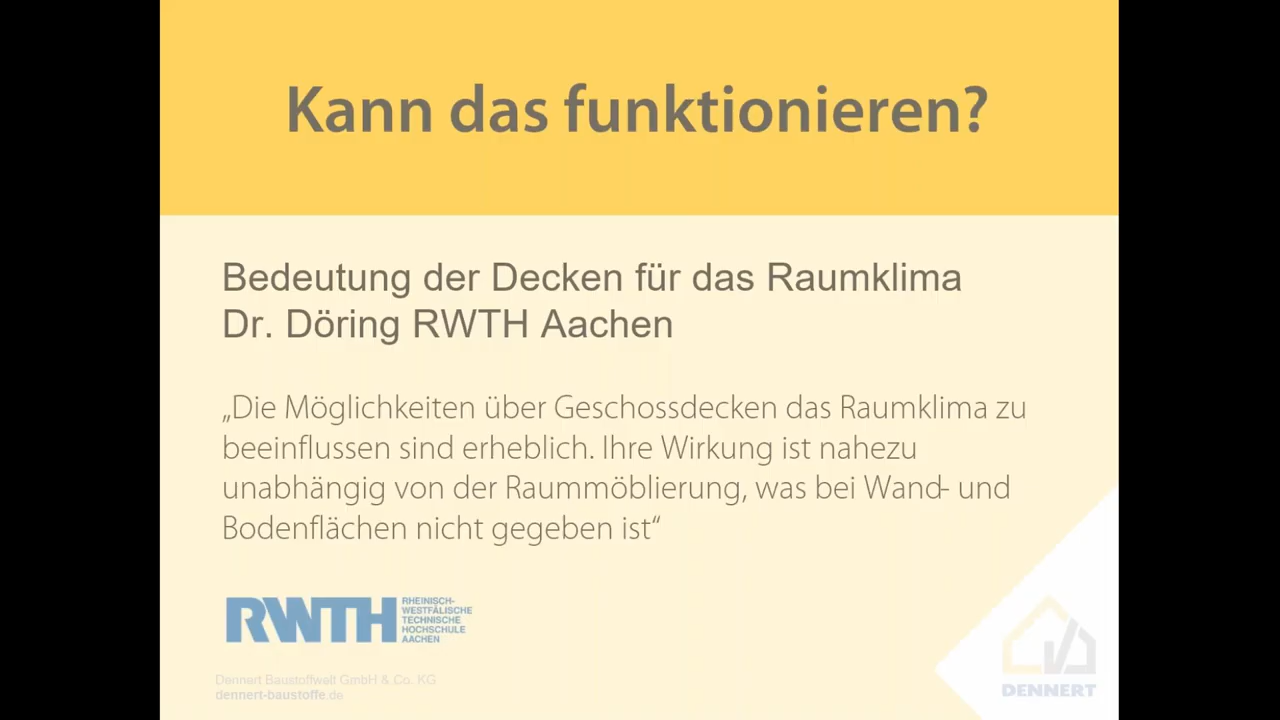 Kann das funktionieren?
Bedeutung der Decken für das Raumklima
Dr. Döring RWTH Aachen
„Die Möglichkeiten über Geschossdecken das Raumklima zu
beeinflussen sind erheblich. Ihre Wirkung ist nahezu
unabhängig von der Raummöblierung, was bei Wand- und
Bodenflächen nicht gegeben ist“
RWTH
RHEINISCH-
WESTFÄLISCHE
TECHNISCHE
HOCHSCHULE
AACHEN
Dennert Baustoffwelt GmbH & Co. KG
dennert-baustoffe.de
DENNERT